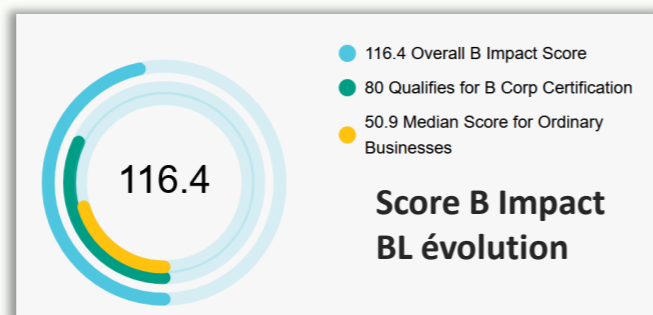 116.4 Overall B Impact Score
80 Qualifies for B Corp Certification
50.9 Median Score for Ordinary
Businesses
116.4
Score B Impact
BL évolution